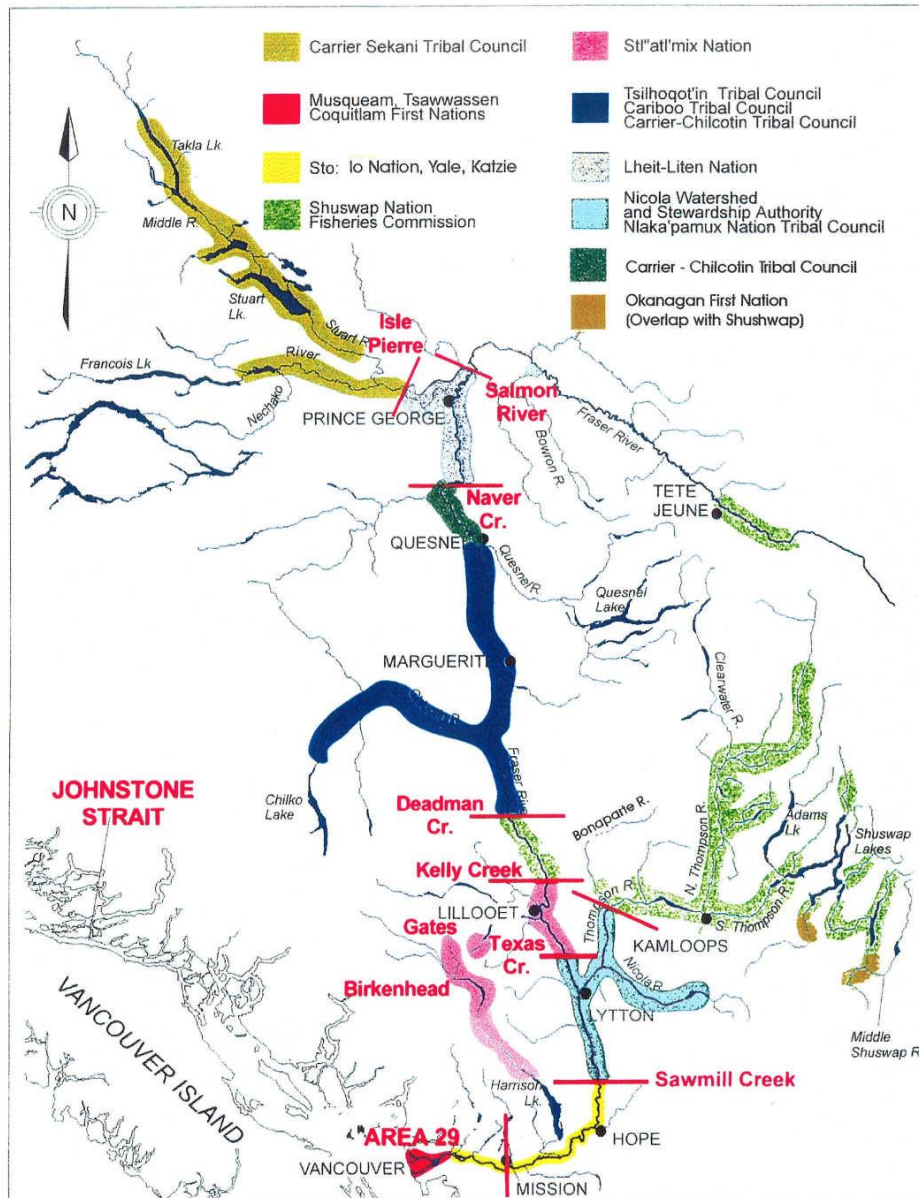 Carrier Sekani Tribal Council
Musqueam, Tsawwassen
Coquitlam First Nations
Sto: lo Nation, Yale, Katzie
Shuswap Nation
Fisheries Commission
Stl"atl'mix Nation
Tsilhoqot'in Tribal Council
Cariboo Tribal Council
Carrier-Chilcotin Tribal Council
Lheit-Liten Nation
Nicola Watershed
and Stewardship Authority
Nlaka'pamux Nation Tribal Council
Carrier - Chilcotin Tribal Council
Okanagan First Nation
(Overlap with Shushwap)
N
Takla Lk.
Middle R.
Stuart
Lk.
Stuart R.
Isle
Pierre
Francois Lk
River
Nechako
PRINCE GEORGE
Salmon
River
Bowron R.
Fraser River
TETE
JEUNE
Naver
Cr.
QUESNE
Quesnel R.
Quesnel
Lake
MARGUERIT
Clearwater R.
Fraser Rive
Chilko
Lake
JOHNSTONE
STRAIT
Deadman
Cr.
Bonaparte R.
N. Thompson R.
Adams
Lk
Shuswap
Lakes
Kelly Creek
LILLOOET
Thompson R.
S. Thompson R.
KAMLOOPS
Gates
Texas
Cr.
Birkenhead
Nicola R.
LYTTON
Middle
Shuswap R
VANCOUVER ISLAND
Harrison
Lk.
Sawmill Creek
HOPE
AREA 29
VANCOUVER
MISSION